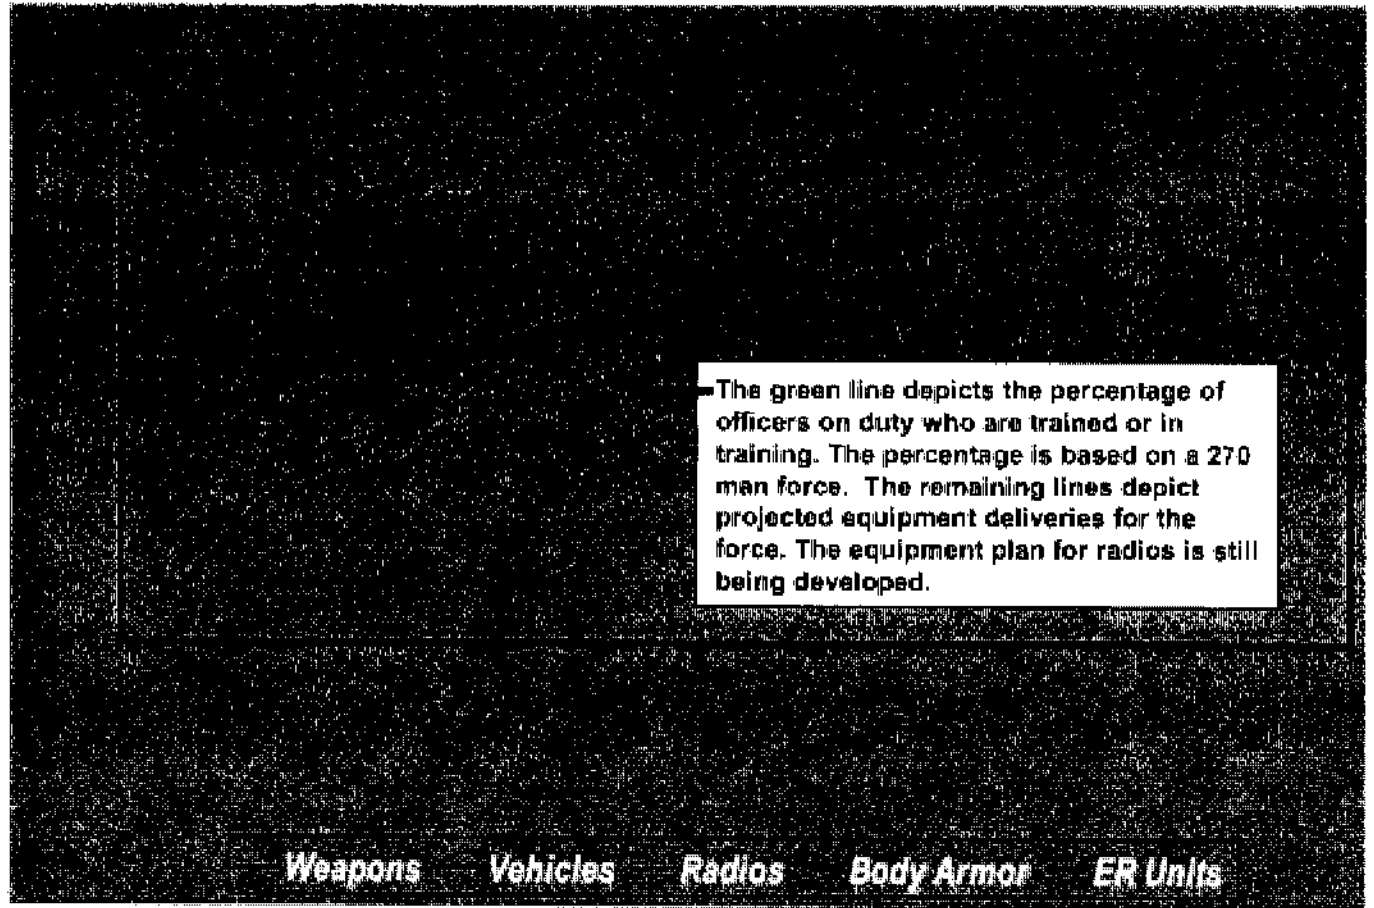 -The green line depicts the percentage of
officers on duty who are trained or in
training. The percentage is based on a 270
man force.  The remaining lines depict
projected equipment deliveries for the
force. The equipment plan for radios is still
being developed.
Weapons Vehicles Radios Body Armor ER Units